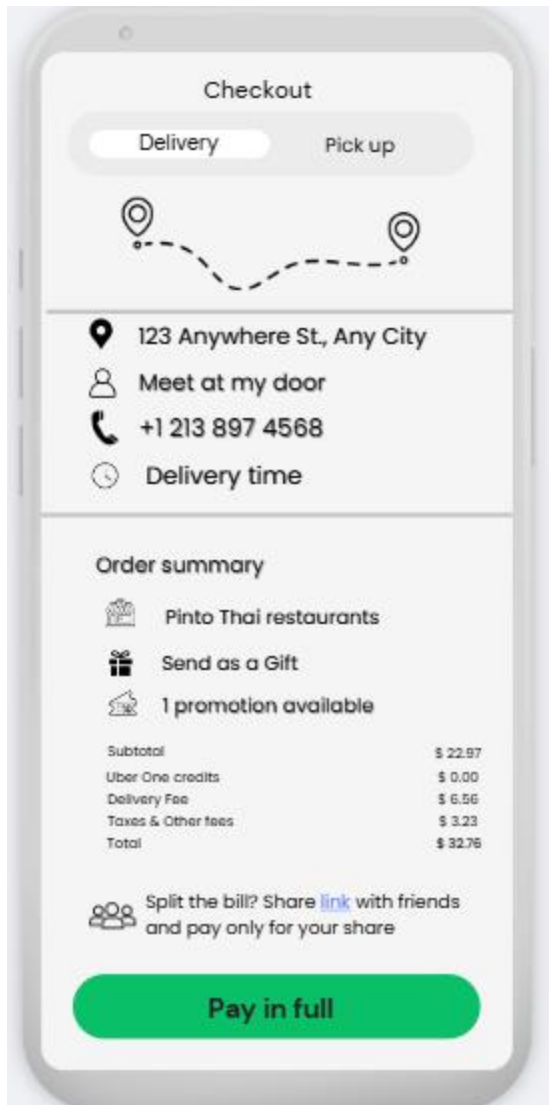 Checkout
Delivery Pick up
123 Anywhere St., Any City
Meet at my door
+1 213 897 4568
Delivery time
Order summary
Pinto Thai restaurants
Send as a Gift
1 promotion available
Subtotal $ 22.97
Uber One credits $ 0.00
Delivery Fee $ 6.56
Taxes & Other fees $ 3.23
Total $ 32.76
Split the bill? Share link with friends
and pay only for your share
Pay in full